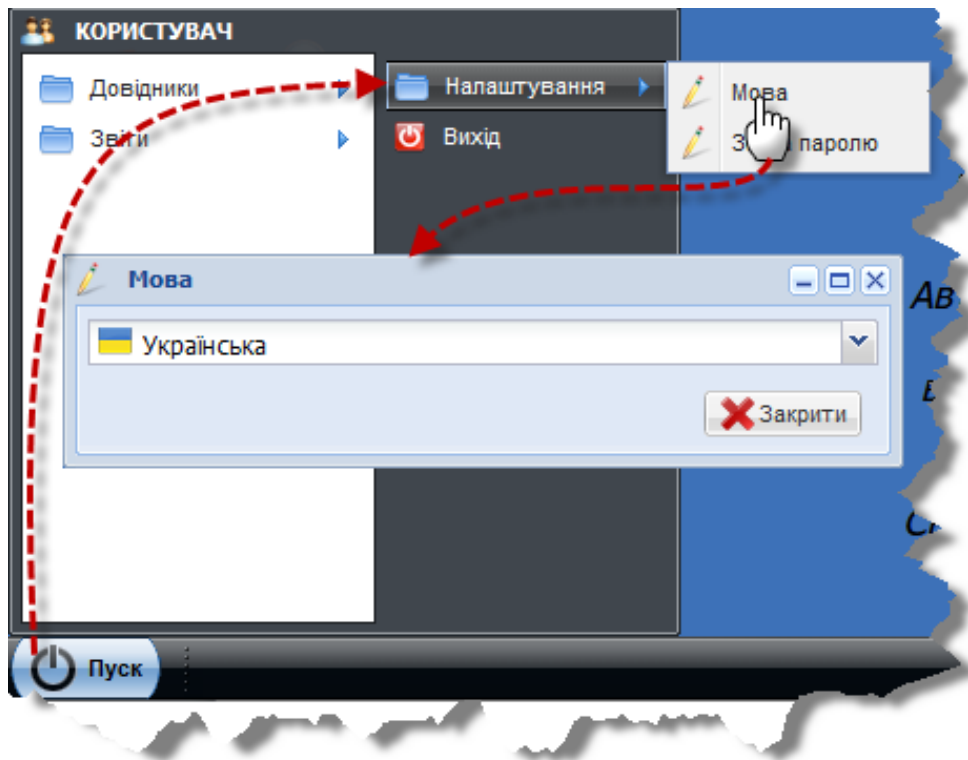 КОРИСТУВАЧ
Довідники
Звіти
Налаштування
Вихід
Мова
паролю
Мова
Українська
Закрити
Пуск